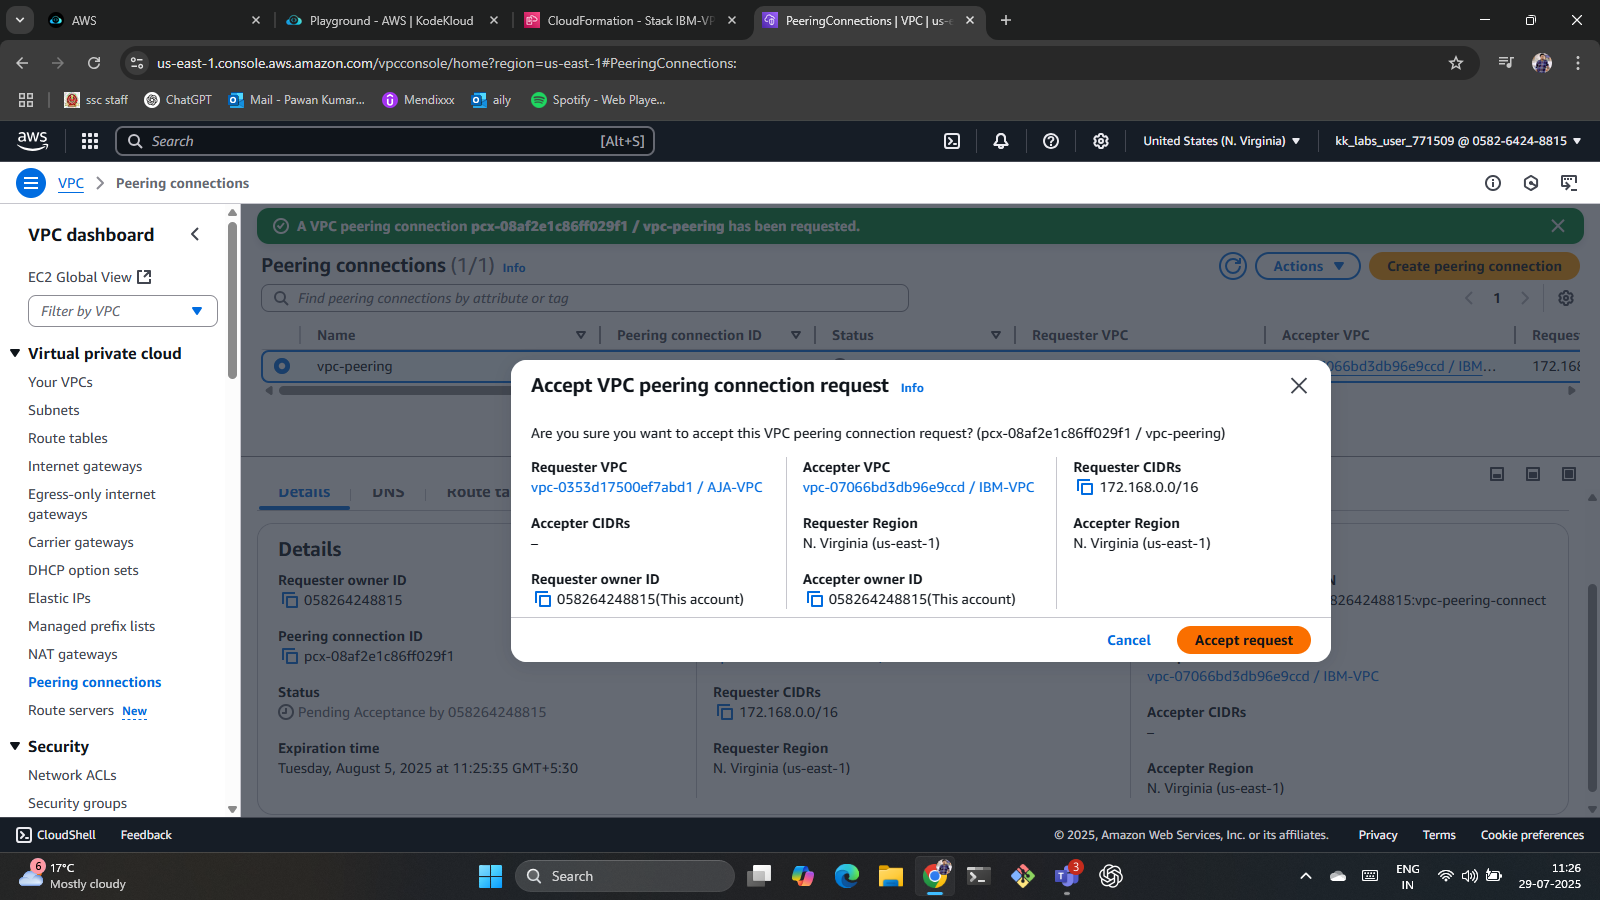 AWS
Playground - AWS | KodeKloud
CloudFormation - Stack IBM-VP
PeeringConnections | VPC | us-e
us-east-1.console.aws.amazon.com/vpcconsole/home?region=us-east-1#PeeringConnections:
ssc staff
ChatGPT
Mail - Pawan Kumar...
Mendixxx
aily
Spotify - Web Playe...
aws
Search
[Alt+S]
United States (N. Virginia)
kk_labs_user_771509 @ 0582-6424-8815
VPC
Peering connections
VPC dashboard
EC2 Global View
Filter by VPC
Virtual private cloud
Your VPCs
Subnets
Route tables
Internet gateways
Egress-only internet
gateways
Carrier gateways
DHCP option sets
Elastic IPs
Managed prefix lists
NAT gateways
Peering connections
Route servers New
Security
Network ACLs
Security groups
A VPC peering connection pcx-08af2e1c86ff029f1 / vpc-peering has been requested.
Peering connections (1/1) Info
Actions
Create peering connection
Find peering connections by attribute or tag
1
Name
Peering connection ID
Status
Requester VPC
Accepter VPC
Reques
vpc-peering
066bd3db96e9ccd / IBM...
172.168
Accept VPC peering connection request Info
Are you sure you want to accept this VPC peering connection request? (pcx-08af2e1c86ff029f1 / vpc-peering)
Requester VPC
vpc-0353d17500ef7abd1 / AJA-VPC
Accepter VPC
vpc-07066bd3db96e9ccd / IBM-VPC
Requester CIDRs
172.168.0.0/16
Accepter CIDRs
–
Requester Region
N. Virginia (us-east-1)
Accepter Region
N. Virginia (us-east-1)
Requester owner ID
058264248815(This account)
Accepter owner ID
058264248815(This account)
Cancel
Accept request
Details
DNS
Route ta
Details
Requester owner ID
058264248815
Peering connection ID
pcx-08af2e1c86ff029f1
Status
Pending Acceptance by 058264248815
Expiration time
Tuesday, August 5, 2025 at 11:25:35 GMT+5:30
Requester CIDRs
172.168.0.0/16
Requester Region
N. Virginia (us-east-1)
N
8264248815:vpc-peering-connect
vpc-07066bd3db96e9ccd / IBM-VPC
Accepter CIDRs
–
Accepter Region
N. Virginia (us-east-1)
CloudShell
Feedback
© 2025, Amazon Web Services, Inc. or its affiliates.
Privacy
Terms
Cookie preferences
6
17°C
Mostly cloudy
Search
3
ENG
IN
11:26
29-07-2025